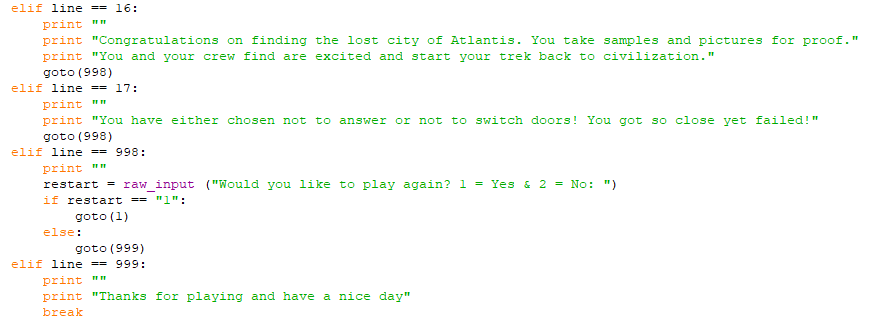 elif line == 16:
    print ""
    print "Congratulations on finding the lost city of Atlantis. You take samples and pictures for proof."
    print "You and your crew find are excited and start your trek back to civilization."
    goto(998)
elif line == 17:
    print ""
    print "You have either chosen not to answer or not to switch doors! You got so close yet failed!"
    goto(998)
elif line == 998:
    print ""
    restart = raw_input ("Would you like to play again? 1 = Yes & 2 = No: ")
    if restart == "1":
        goto(1)
    else:
        goto(999)
elif line == 999:
    print ""
    print "Thanks for playing and have a nice day"
    break